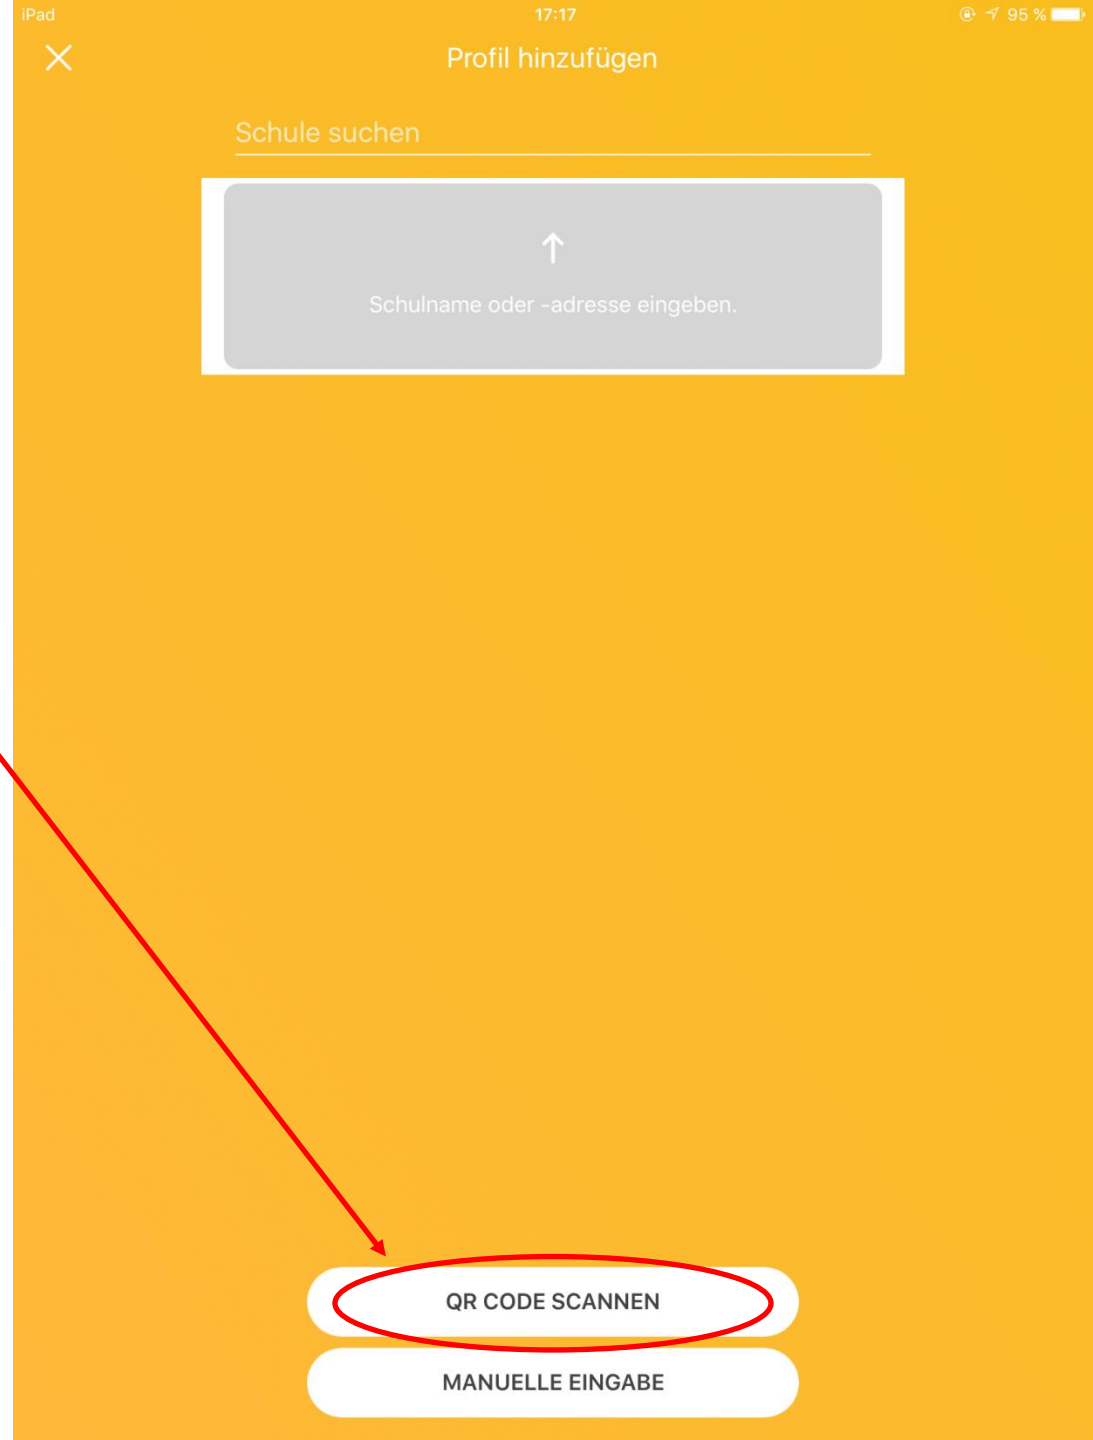 iPad 17:17 95 %
Profil hinzufügen
Schule suchen
Schulname oder -adresse eingeben.
QR CODE SCANNEN
MANUELLE EINGABE